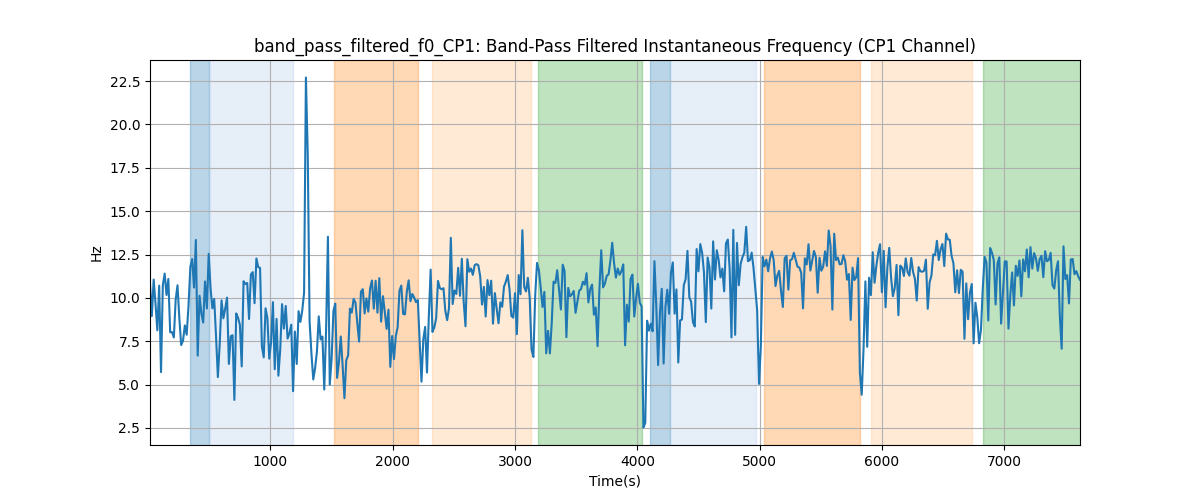 band_pass_filtered_f0_CP1: Band-Pass Filtered Instantaneous Frequency (CP1 Channel)
22.5
20.0
17.5
15.0
12.5
10.0
7.5
5.0
2.5
Hz
1000 2000 3000 4000 5000 6000 7000
Time(s)